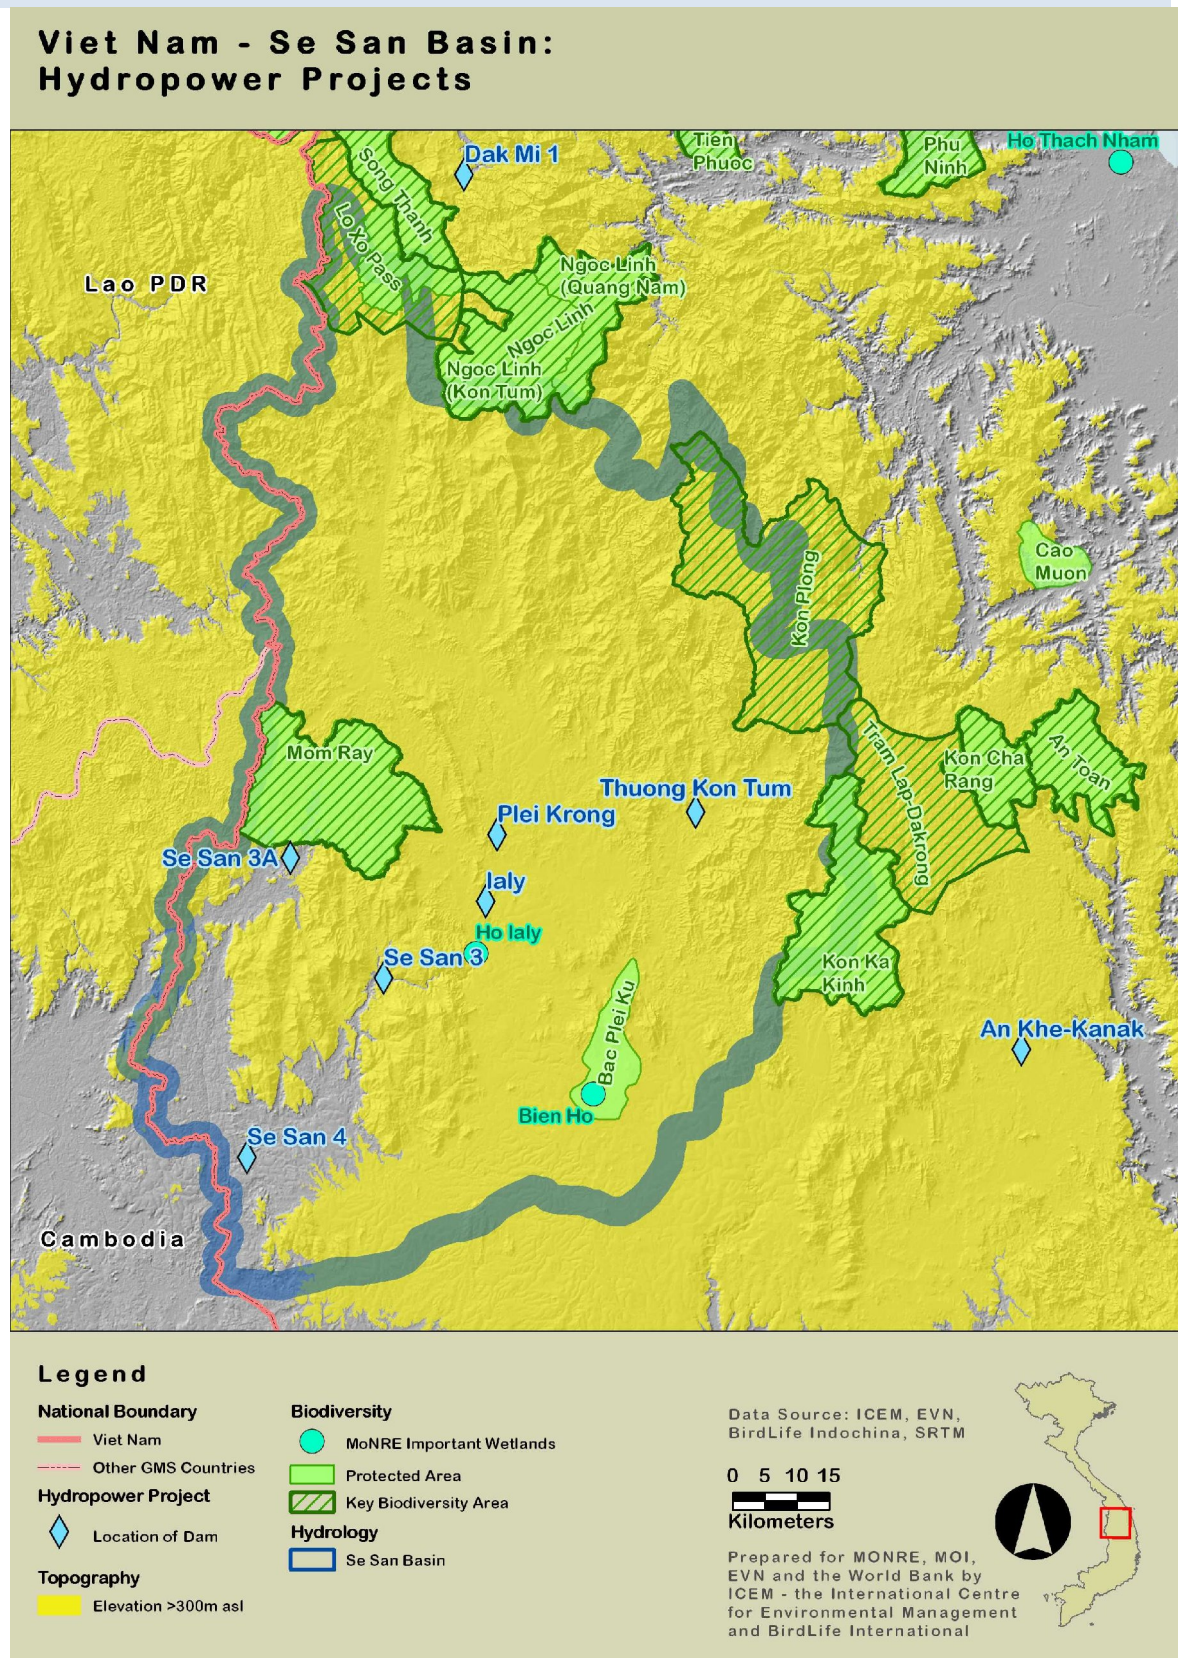 Viet Nam - Se San Basin:
Hydropower Projects
Dak Mi 1
Tien
Phuoc
Phu
Ninh
Ho Thach Nham
Song Thanh
Lo Xo Pass
Lao PDR
Ngoc Linh
(Quang Nam)
Ngoc Linh
Ngoc Linh
(Kon Tum)
Cao
Muon
Kon Plong
Mom Ray
Tram Lap-Dakrong
Kon Cha
Rang
An Toan
Thuong Kon Tum
Plei Krong
Se San 3A
Ialy
Ho Ialy
Se San 3
Kon Ka
Kinh
Bac Plei Ku
An Khe-Kanak
Bien Ho
Se San 4
Cambodia
Legend
National Boundary
Viet Nam
Other GMS Countries
Hydropower Project
Location of Dam
Topography
Elevation >300m asl
Biodiversity
MoNRE Important Wetlands
Protected Area
Key Biodiversity Area
Hydrology
Se San Basin
Data Source: ICEM, EVN,
BirdLife Indochina, SRTM
0 5 10 15
Kilometers
Prepared for MONRE, MOI,
EVN and the World Bank by
ICEM - the International Centre
for Environmental Management
and BirdLife International